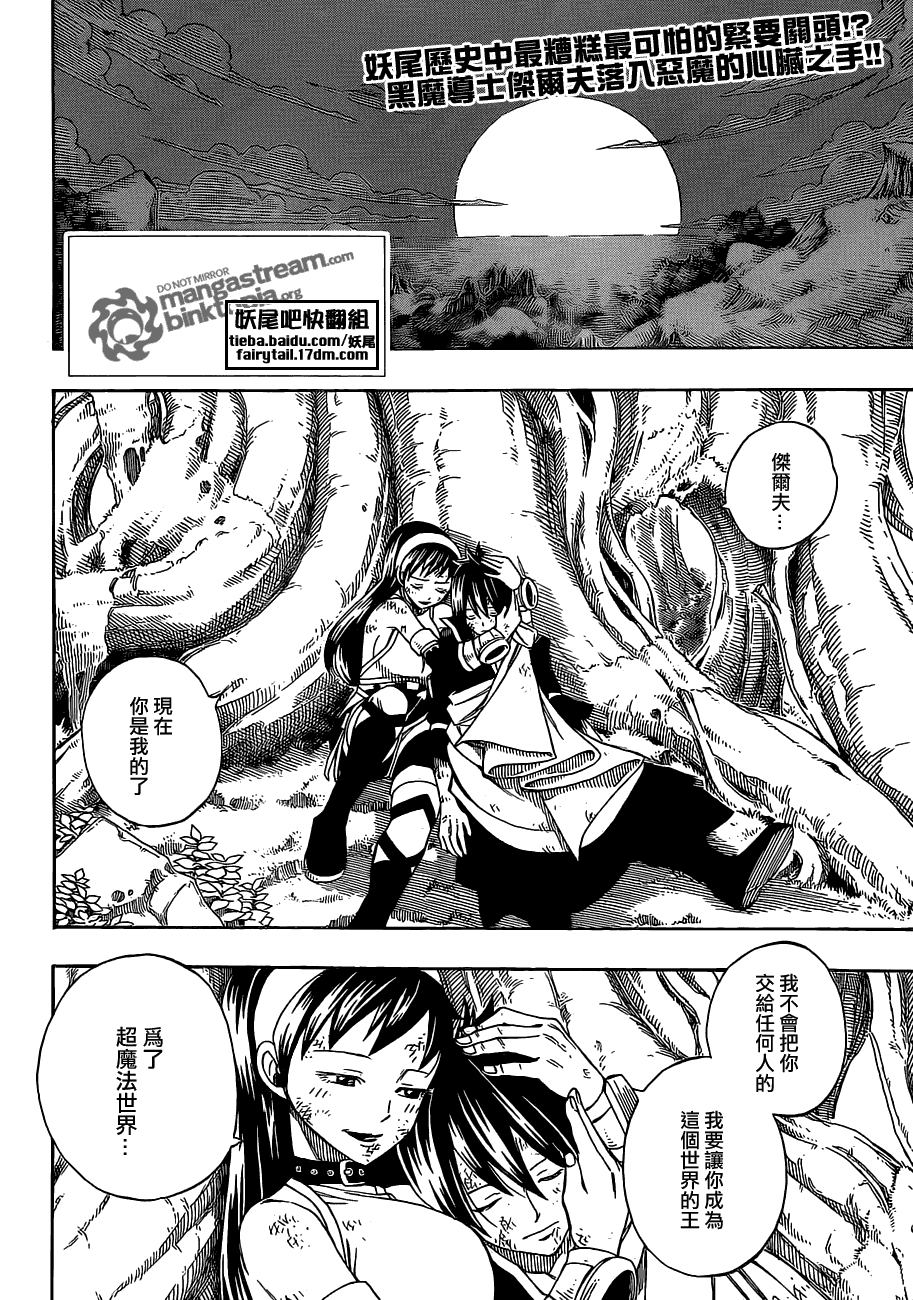 妖尾歷史中最糟糕最可怕的緊要關頭!?
黑魔導士傑爾夫落入惡魔的心臟之手!!
DO NOT MIRROR
mangastream.com
binktopia.org
妖尾吧快翻組
tieba.baidu.com/妖尾
fairytail.17dm.com
傑爾夫…
現在
你是我的了
我不會把你
交給任何人的
我要讓你成為
這個世界的王
爲了
超魔法世界…